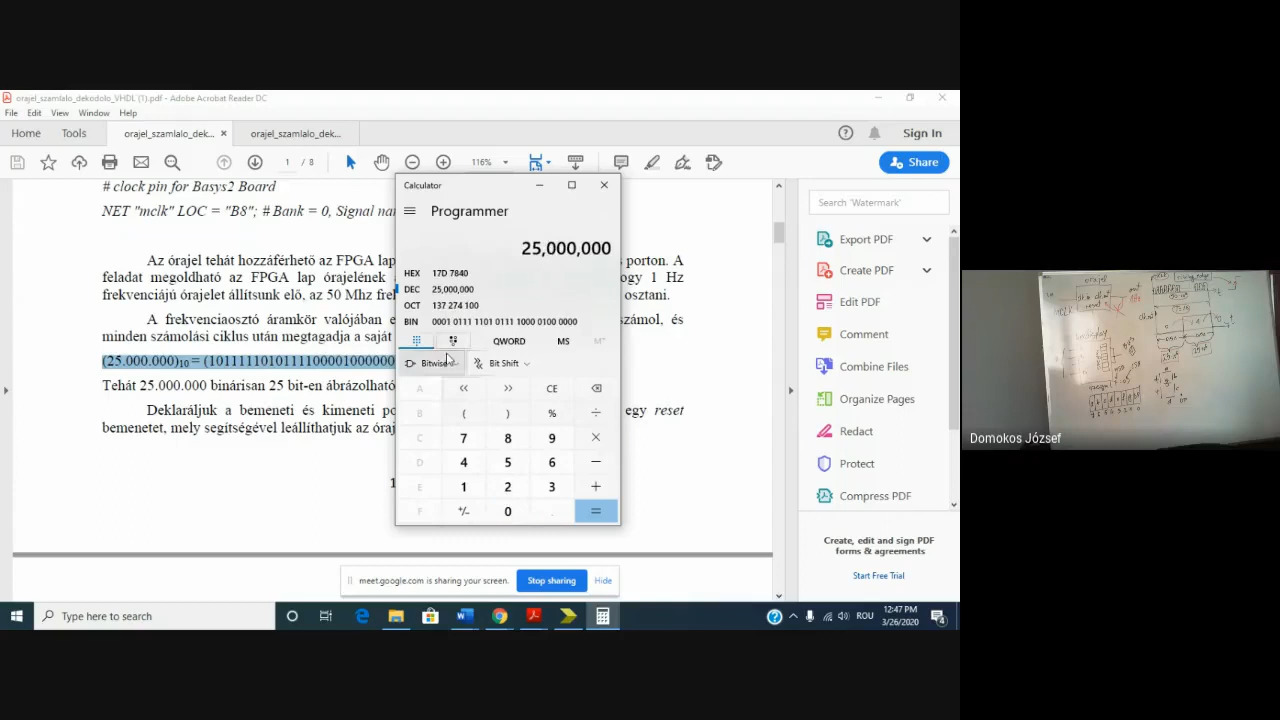 orajel_szamlalo_dekodolo_VHDL (1).pdf - Adobe Acrobat Reader DC
File Edit View Window Help
Home Tools orajel_szamlalo_dek... × orajel_szamlalo_dek... Sign In
1 / 8 116% Share
# clock pin for Basys2 Board
NET "mclk" LOC = "B8"; # Bank = 0, Signal
Az órajel tehát hozzáférhető az FPGA lap
porton. A
feladat megoldható az FPGA lap órajelének
ogy 1 Hz
frekvenciájú órajelet állítsunk elő, az 50 Mhz
osztani.
A frekvenciaosztó áramkör valójában
számol, és
minden számolási ciklus után megtagadja a saját
(25.000.000)10 = (1011111010111100001000000
Tehát 25.000.000 binárisan 25 bit-en ábrázolható
Deklaráljuk a bemeneti és kimeneti
egy reset
bemenetet, mely segítségével leállíthatjuk az
Calculator
Programmer
25,000,000
HEX 17D 7840
DEC 25,000,000
OCT 137 274 100
BIN 0001 0111 1101 0111 1000 0100 0000
QWORD MS M˅
Bitwise Bit Shift
A << >> CE
B ( ) % ÷
C 7 8 9 ×
D 4 5 6 −
E 1 2 3 +
F +/- 0 . =
Search 'Watermark'
Export PDF
Create PDF
Edit PDF
Comment
Combine Files
Organize Pages
Redact
Protect
Compress PDF
Create, edit and sign PDF
forms & agreements
Start Free Trial
meet.google.com is sharing your screen. Stop sharing Hide
Type here to search
ROU
12:47 PM
3/26/2020
4
órajel
Domokos József